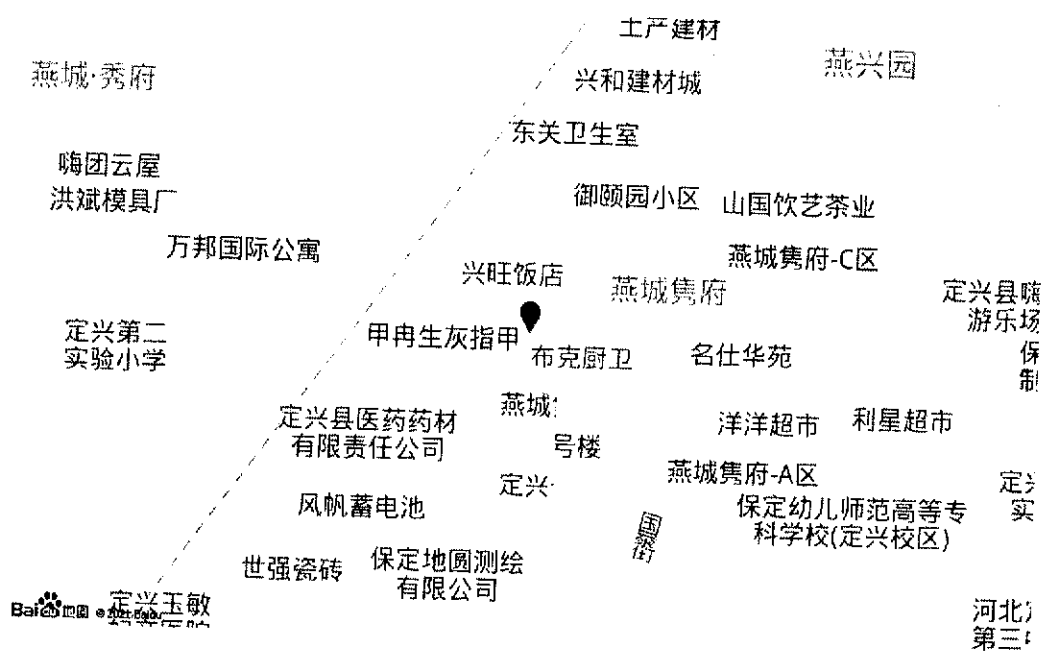 土产建材
燕城·秀府
燕兴园
兴和建材城
东关卫生室
嗨团云屋
洪斌模具厂
御颐园小区
山国饮艺茶业
万邦国际公寓
燕城隽府-C区
兴旺饭店
燕城隽府
定兴县嗨
游乐场
定兴第二
实验小学
甲冉生灰指甲
布克厨卫
名仕华苑
保
制
燕城
定兴县医药药材
有限责任公司
号楼
洋洋超市
利星超市
定兴
燕城隽府-A区
风帆蓄电池
保定幼儿师范高等专
科学校(定兴校区)
定兴
实
世强瓷砖
保定地圆测绘
有限公司
定兴玉敏
Bai地图
河北
第三